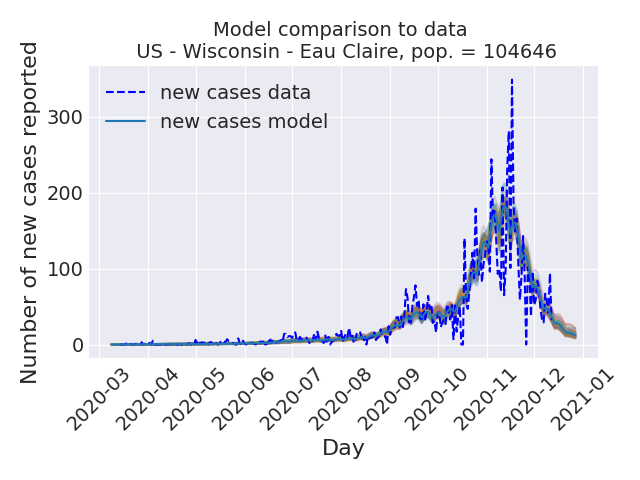 Model comparison to data
US - Wisconsin - Eau Claire, pop. = 104646
Number of new cases reported
new cases data
new cases model
300
200
100
0
2020-03
2020-04
2020-05
2020-06
2020-07
2020-08
2020-09
2020-10
2020-11
2020-12
2021-01
Day